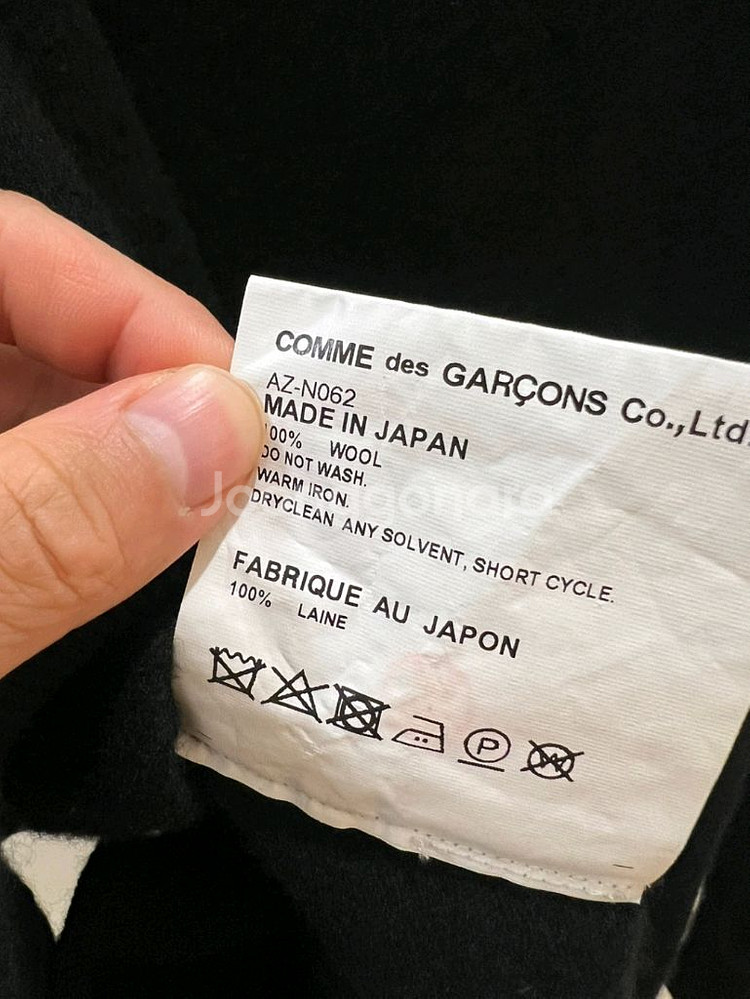 COMME des GARÇONS Co.,Ltd.
AZ-N062
MADE IN JAPAN
100% WOOL
DO NOT WASH.
WARM IRON.
DRYCLEAN ANY SOLVENT, SHORT CYCLE.
FABRIQUE AU JAPON
100% LAINE
P
W